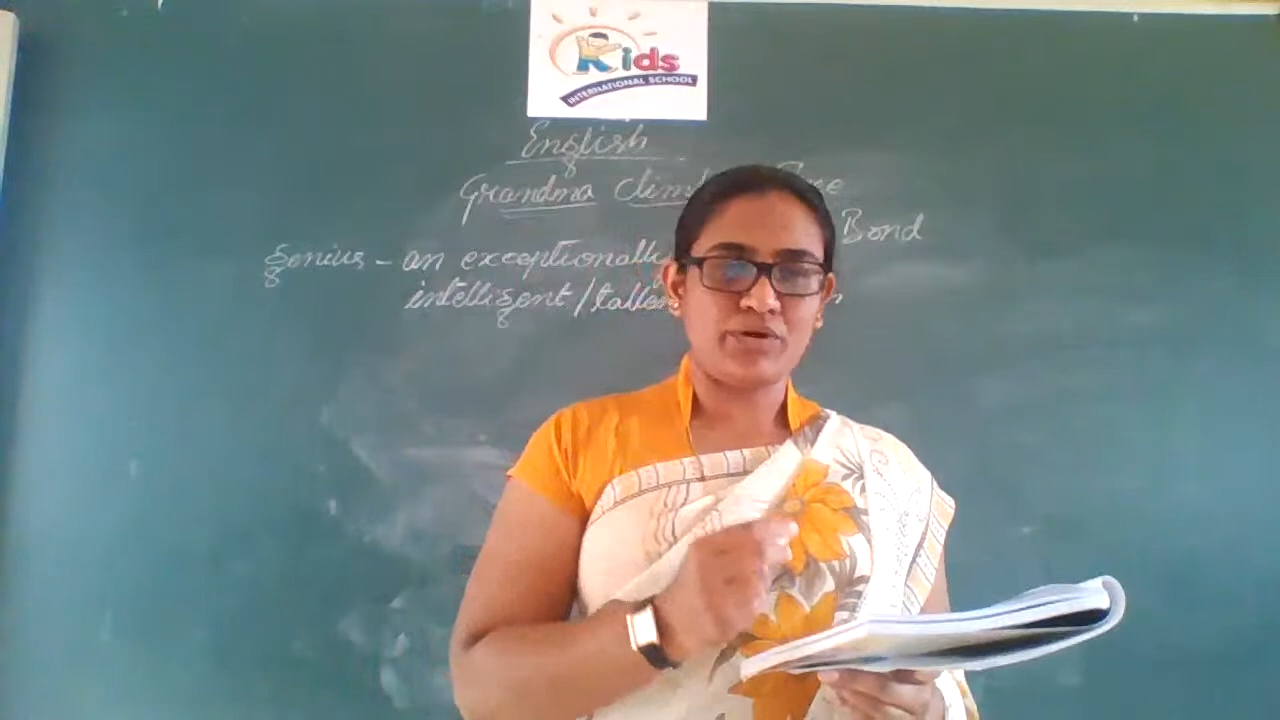 Kids
INTERNATIONAL SCHOOL
English
Grandma
Bond
genius - an exceptionally
intelligent /